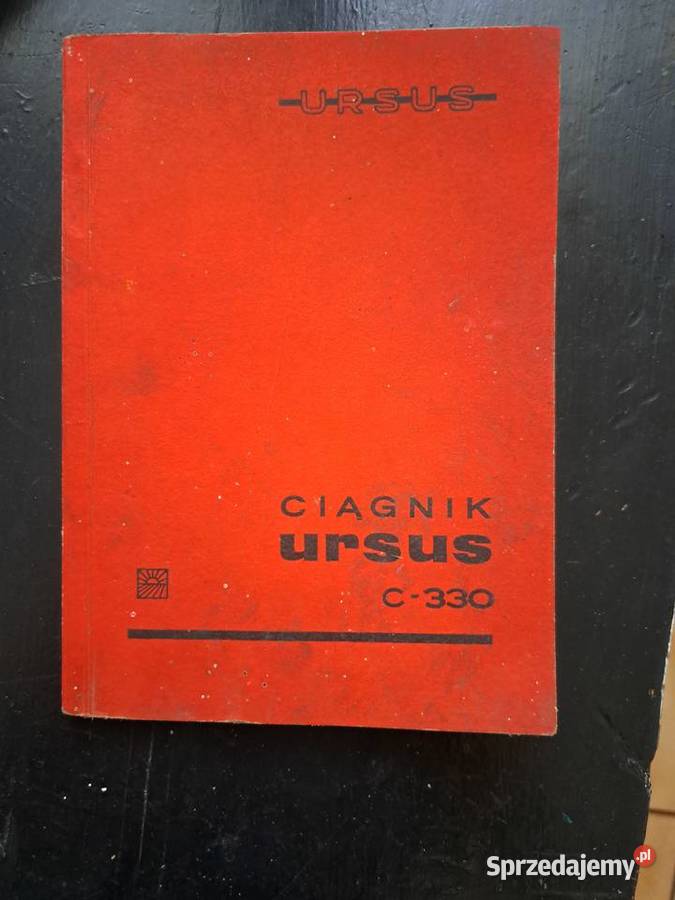 URSUS
CIĄGNIK
ursus
C-330
Sprzedajemy.pl